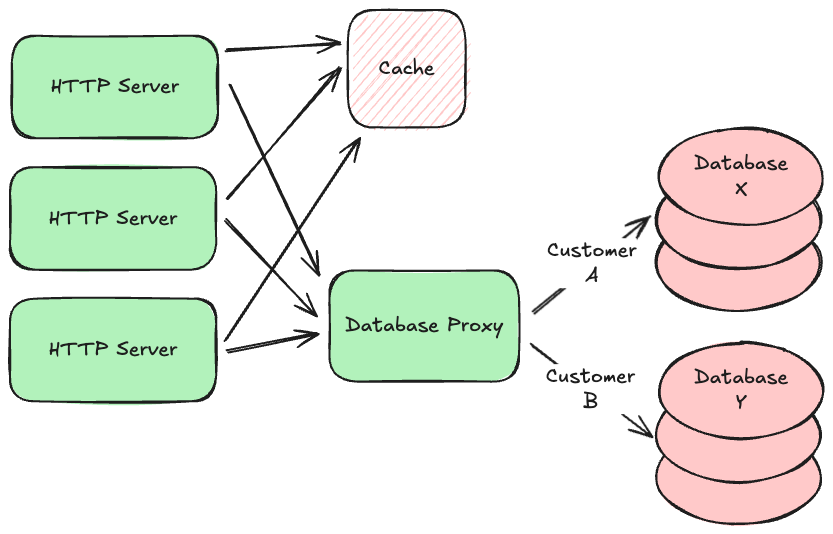 HTTP Server
Cache
HTTP Server
HTTP Server
Database Proxy
Customer
A
Customer
B
Database
X
Database
Y